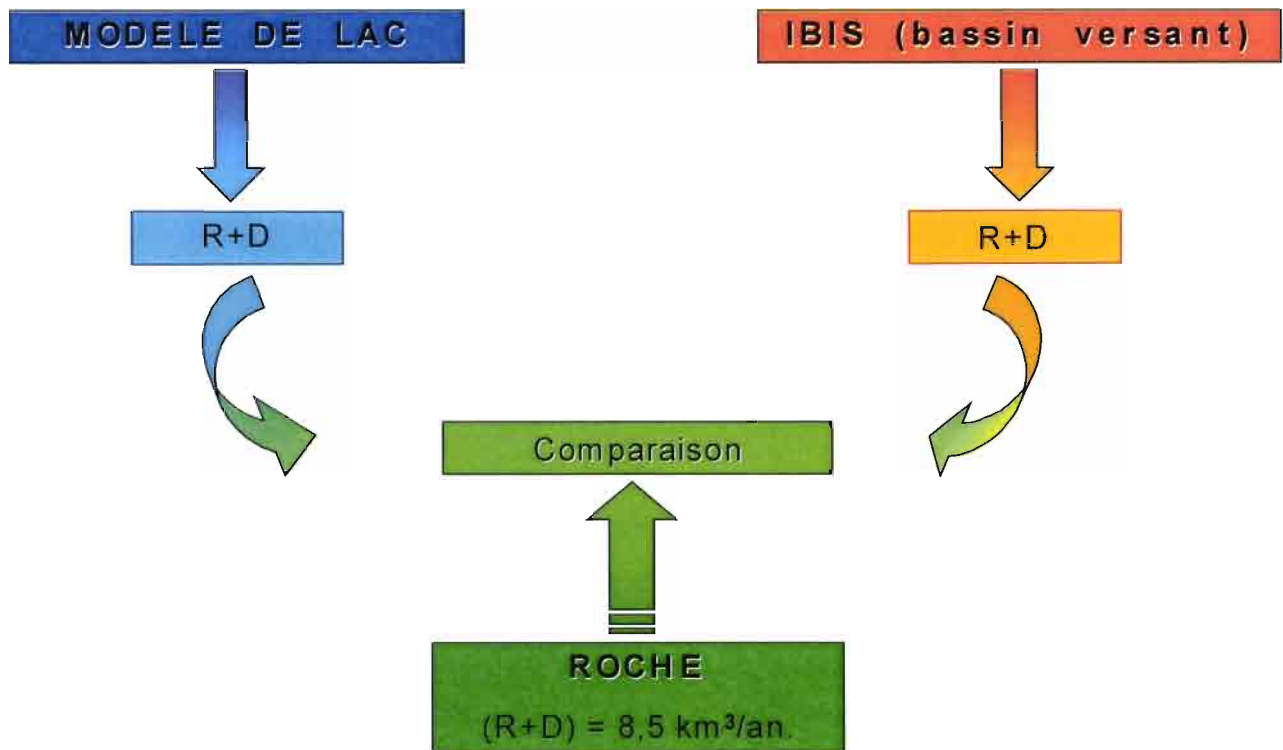 MODELE DE LAC
IBIS (bassin versant)
R+D
R+D
Comparaison
ROCHE
(R+D) = 8,5 km³/an.